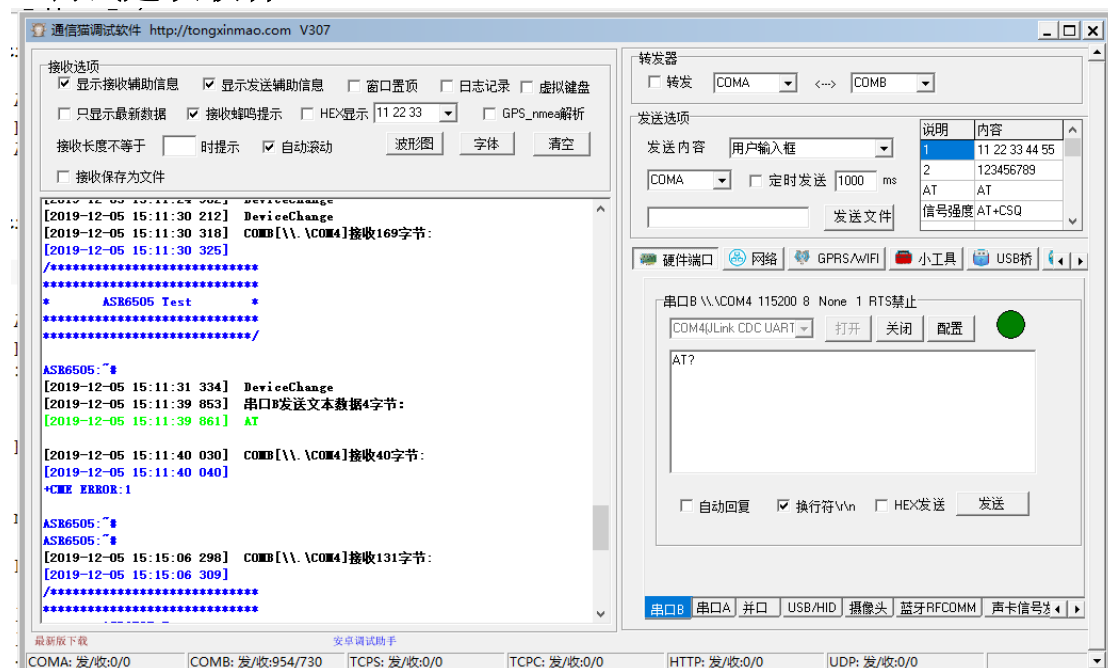 通信猫调试软件 http://tongxinmao.com V307
接收选项
显示接收辅助信息 显示发送辅助信息 窗口置顶 日志记录 虚拟键盘
只显示最新数据 接收蜂鸣提示 HEX显示 11 22 33 GPS_nmea解析
接收长度不等于 时提示 自动滚动 波形图 字体 清空
接收保存为文件
[2019-12-05 15:11:30 212] DeviceChange
[2019-12-05 15:11:30 318] COMB[\\.\COM4]接收169字节:
[2019-12-05 15:11:30 325]
/****************************
*****************************
* ASR6505 Test *
*****************************
****************************/
ASR6505:~#
[2019-12-05 15:11:31 334] DeviceChange
[2019-12-05 15:11:39 853] 串口B发送文本数据4字节:
[2019-12-05 15:11:39 861] AT
[2019-12-05 15:11:40 030] COMB[\\.\COM4]接收40字节:
[2019-12-05 15:11:40 040]
+CME ERROR:1
ASR6505:~#
ASR6505:~#
[2019-12-05 15:15:06 298] COMB[\\.\COM4]接收131字节:
[2019-12-05 15:15:06 309]
/****************************
*****************************
转发器
转发 COMA <---> COMB
发送选项
发送内容 用户输入框
COMA 定时发送 1000 ms
发送文件
说明 内容
1 11 22 33 44 55
2 123456789
AT AT
信号强度 AT+CSQ
硬件端口 网络 GPRS/WIFI 小工具 USB桥
串口B \\.\COM4 115200 8 None 1 RTS禁止
COM4(JLink CDC UART 打开 关闭 配置
AT?
自动回复 换行符\r\n HEX发送 发送
串口B 串口A 并口 USB/HID 摄像头 蓝牙RFCOMM 声卡信号发
最新版下载 安卓调试助手
COMA: 发/收:0/0 COMB: 发/收:954/730 TCPS: 发/收:0/0 TCPC: 发/收:0/0 HTTP: 发/收:0/0 UDP: 发/收:0/0